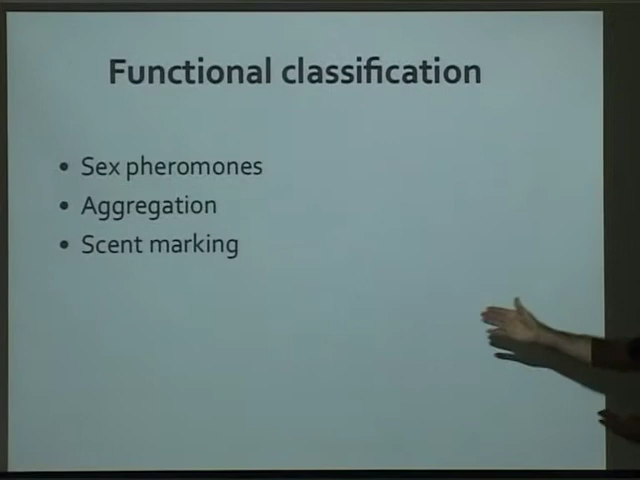 Functional classification
• Sex pheromones
• Aggregation
• Scent marking